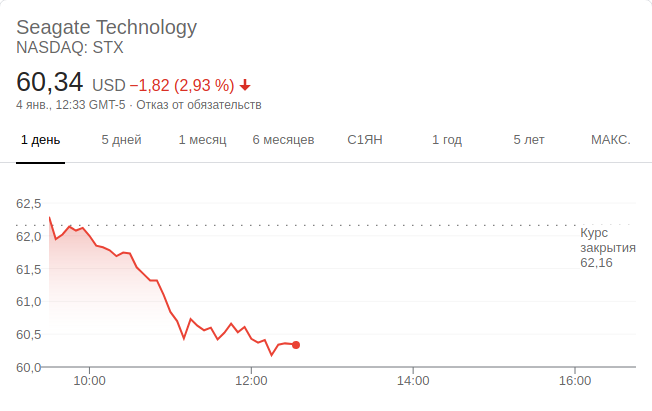 Seagate Technology
NASDAQ: STX
60,34 USD −1,82 (2,93 %)
4 янв., 12:33 GMT-5 · Отказ от обязательств
1 день 5 дней 1 месяц 6 месяцев С1ЯН 1 год 5 лет МАКС.
62,5
62,0
61,5
61,0
60,5
60,0
Курс
закрытия
62,16
10:00 12:00 14:00 16:00